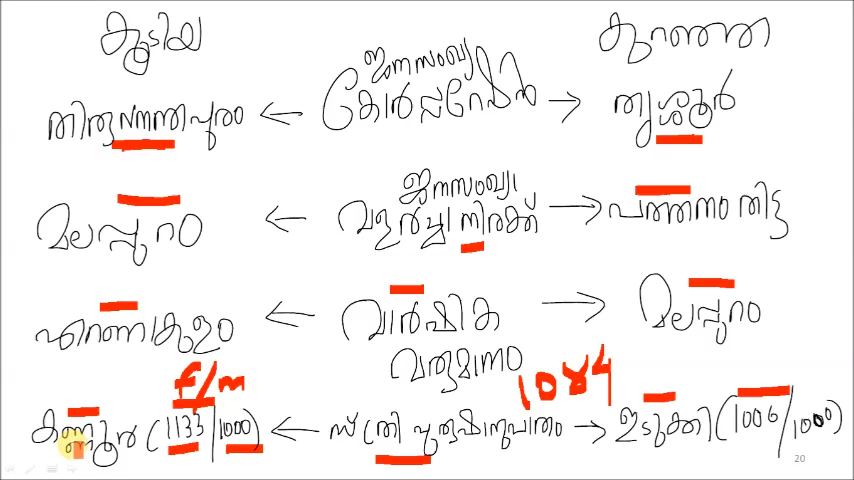 കൂടിയ കുറഞ്ഞ
തിരുവനന്തപുരം ← ജനസംഖ്യ കോർപ്പറേഷൻ → തൃശ്ശൂർ
മലപ്പുറം ← ജനസംഖ്യാ വളർച്ചാ നിരക്ക് → പത്തനംതിട്ട
എറണാകുളം ← വാർഷിക വരുമാനം → മലപ്പുറം
f/m 1084
കണ്ണൂർ (1133/1000) ← സ്ത്രീ പുരുഷാനുപാതം → ഇടുക്കി (1006/1000)
20